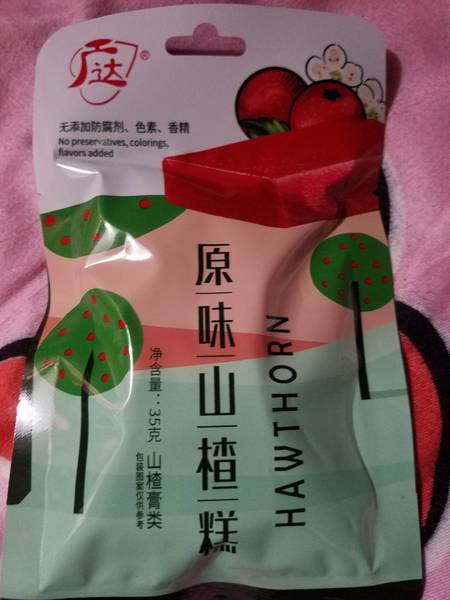 广达®
无添加防腐剂、色素、香精
No preservatives, colorings,
flavors added
原味山楂糕
HAWTHORN
净含量：35克 山楂膏类
包装图案仅供参考